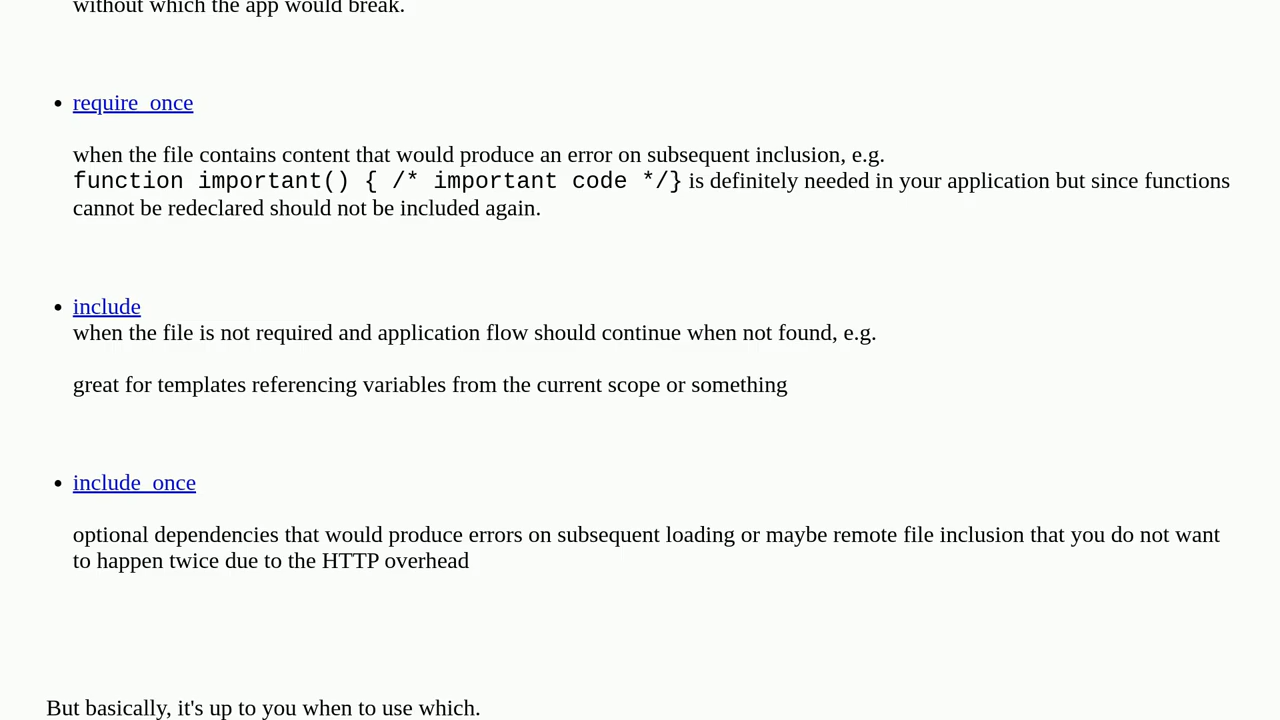 without which the app would break.
require_once
when the file contains content that would produce an error on subsequent inclusion, e.g.
function important() { /* important code */} is definitely needed in your application but since functions
cannot be redeclared should not be included again.
include
when the file is not required and application flow should continue when not found, e.g.
great for templates referencing variables from the current scope or something
include_once
optional dependencies that would produce errors on subsequent loading or maybe remote file inclusion that you do not want
to happen twice due to the HTTP overhead
But basically, it's up to you when to use which.